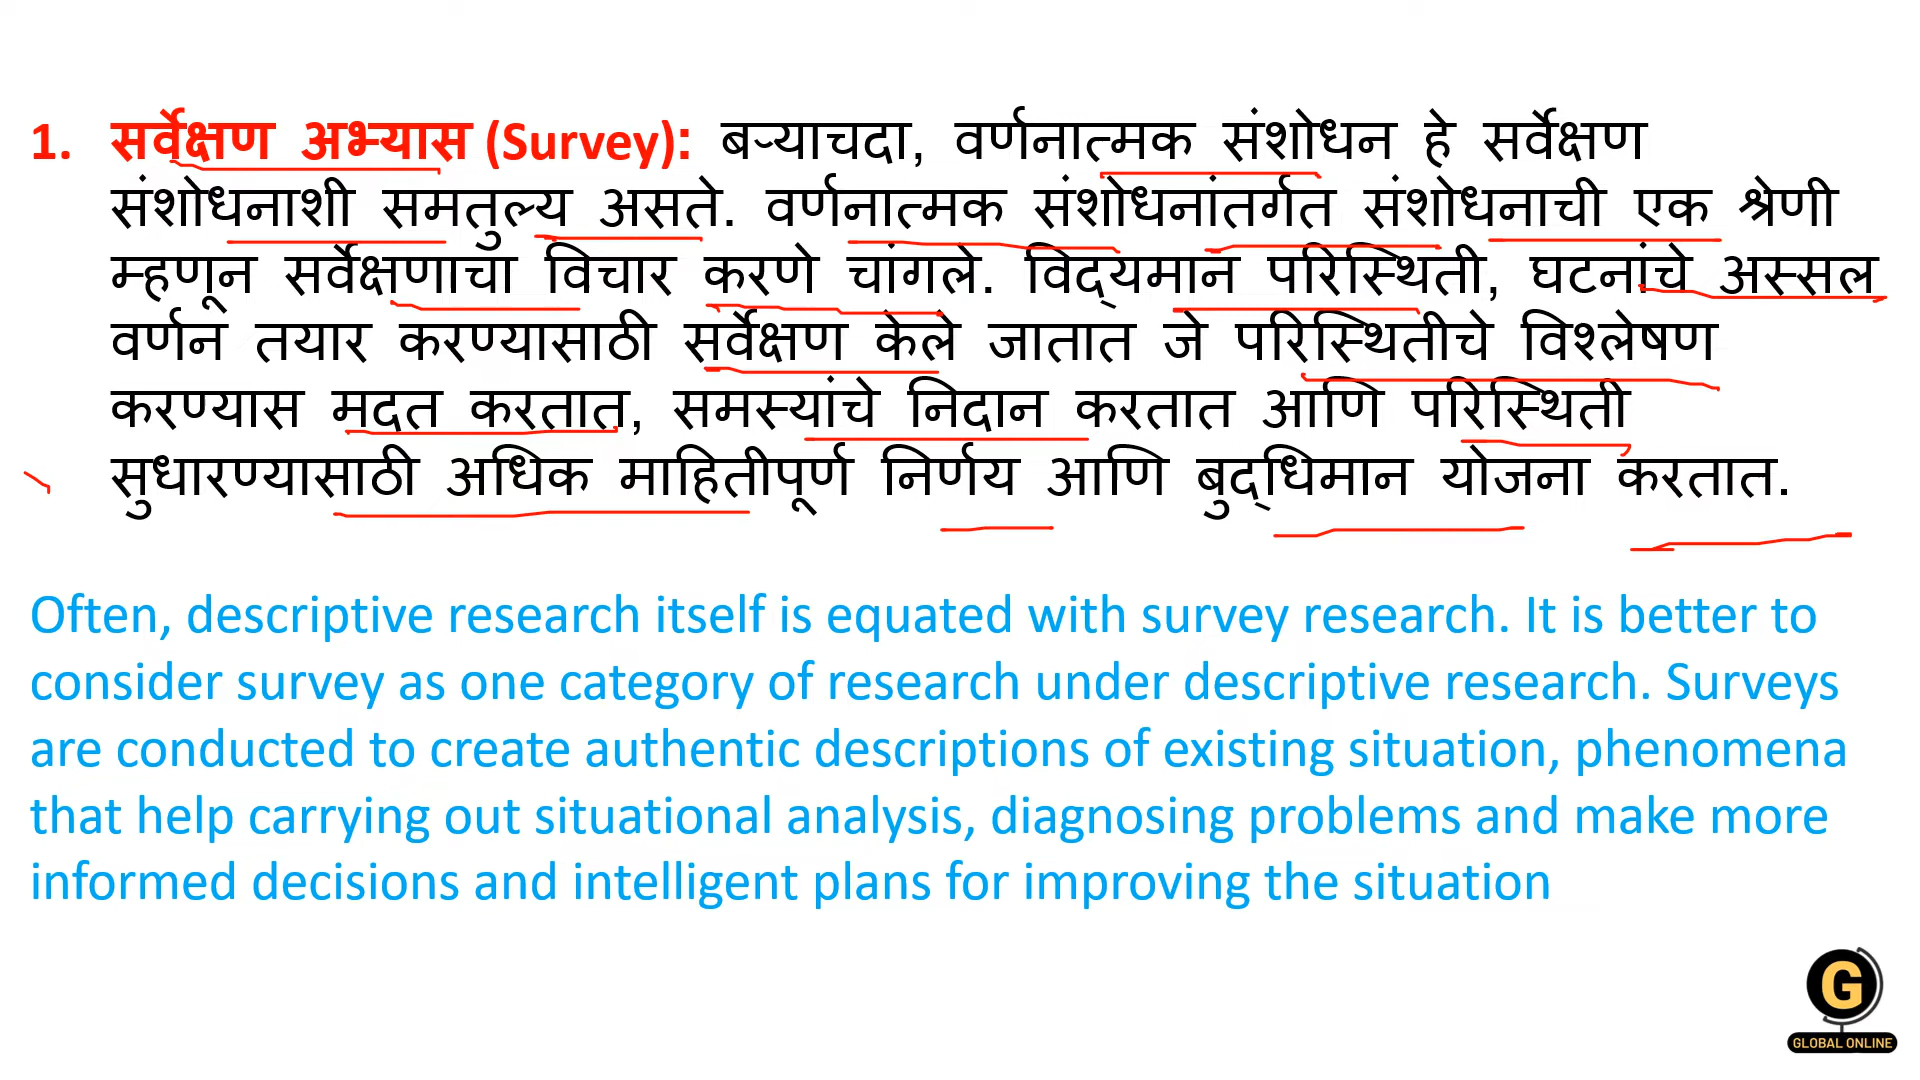 1. सर्वेक्षण अभ्यास (Survey): बऱ्याचदा, वर्णनात्मक संशोधन हे सर्वेक्षण
संशोधनाशी समतुल्य असते. वर्णनात्मक संशोधनांतर्गत संशोधनाची एक श्रेणी
म्हणून सर्वेक्षणाचा विचार करणे चांगले. विद्यमान परिस्थिती, घटनांचे अस्सल
वर्णन तयार करण्यासाठी सर्वेक्षण केले जातात जे परिस्थितीचे विश्लेषण
करण्यास मदत करतात, समस्यांचे निदान करतात आणि परिस्थिती
सुधारण्यासाठी अधिक माहितीपूर्ण निर्णय आणि बुद्धिमान योजना करतात.
Often, descriptive research itself is equated with survey research. It is better to
consider survey as one category of research under descriptive research. Surveys
are conducted to create authentic descriptions of existing situation, phenomena
that help carrying out situational analysis, diagnosing problems and make more
informed decisions and intelligent plans for improving the situation
G
GLOBAL ONLINE